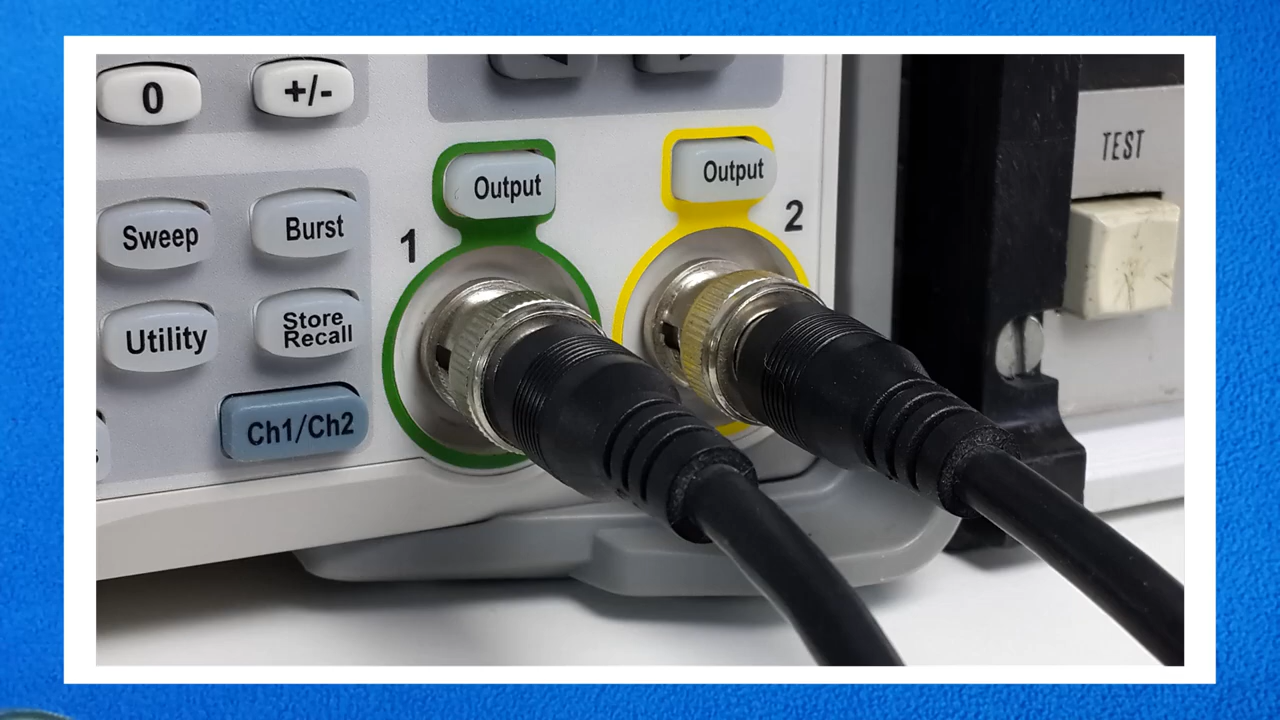 0
+/-
Output
Output
TEST
1
2
Sweep
Burst
Utility
Store
Recall
Ch1/Ch2